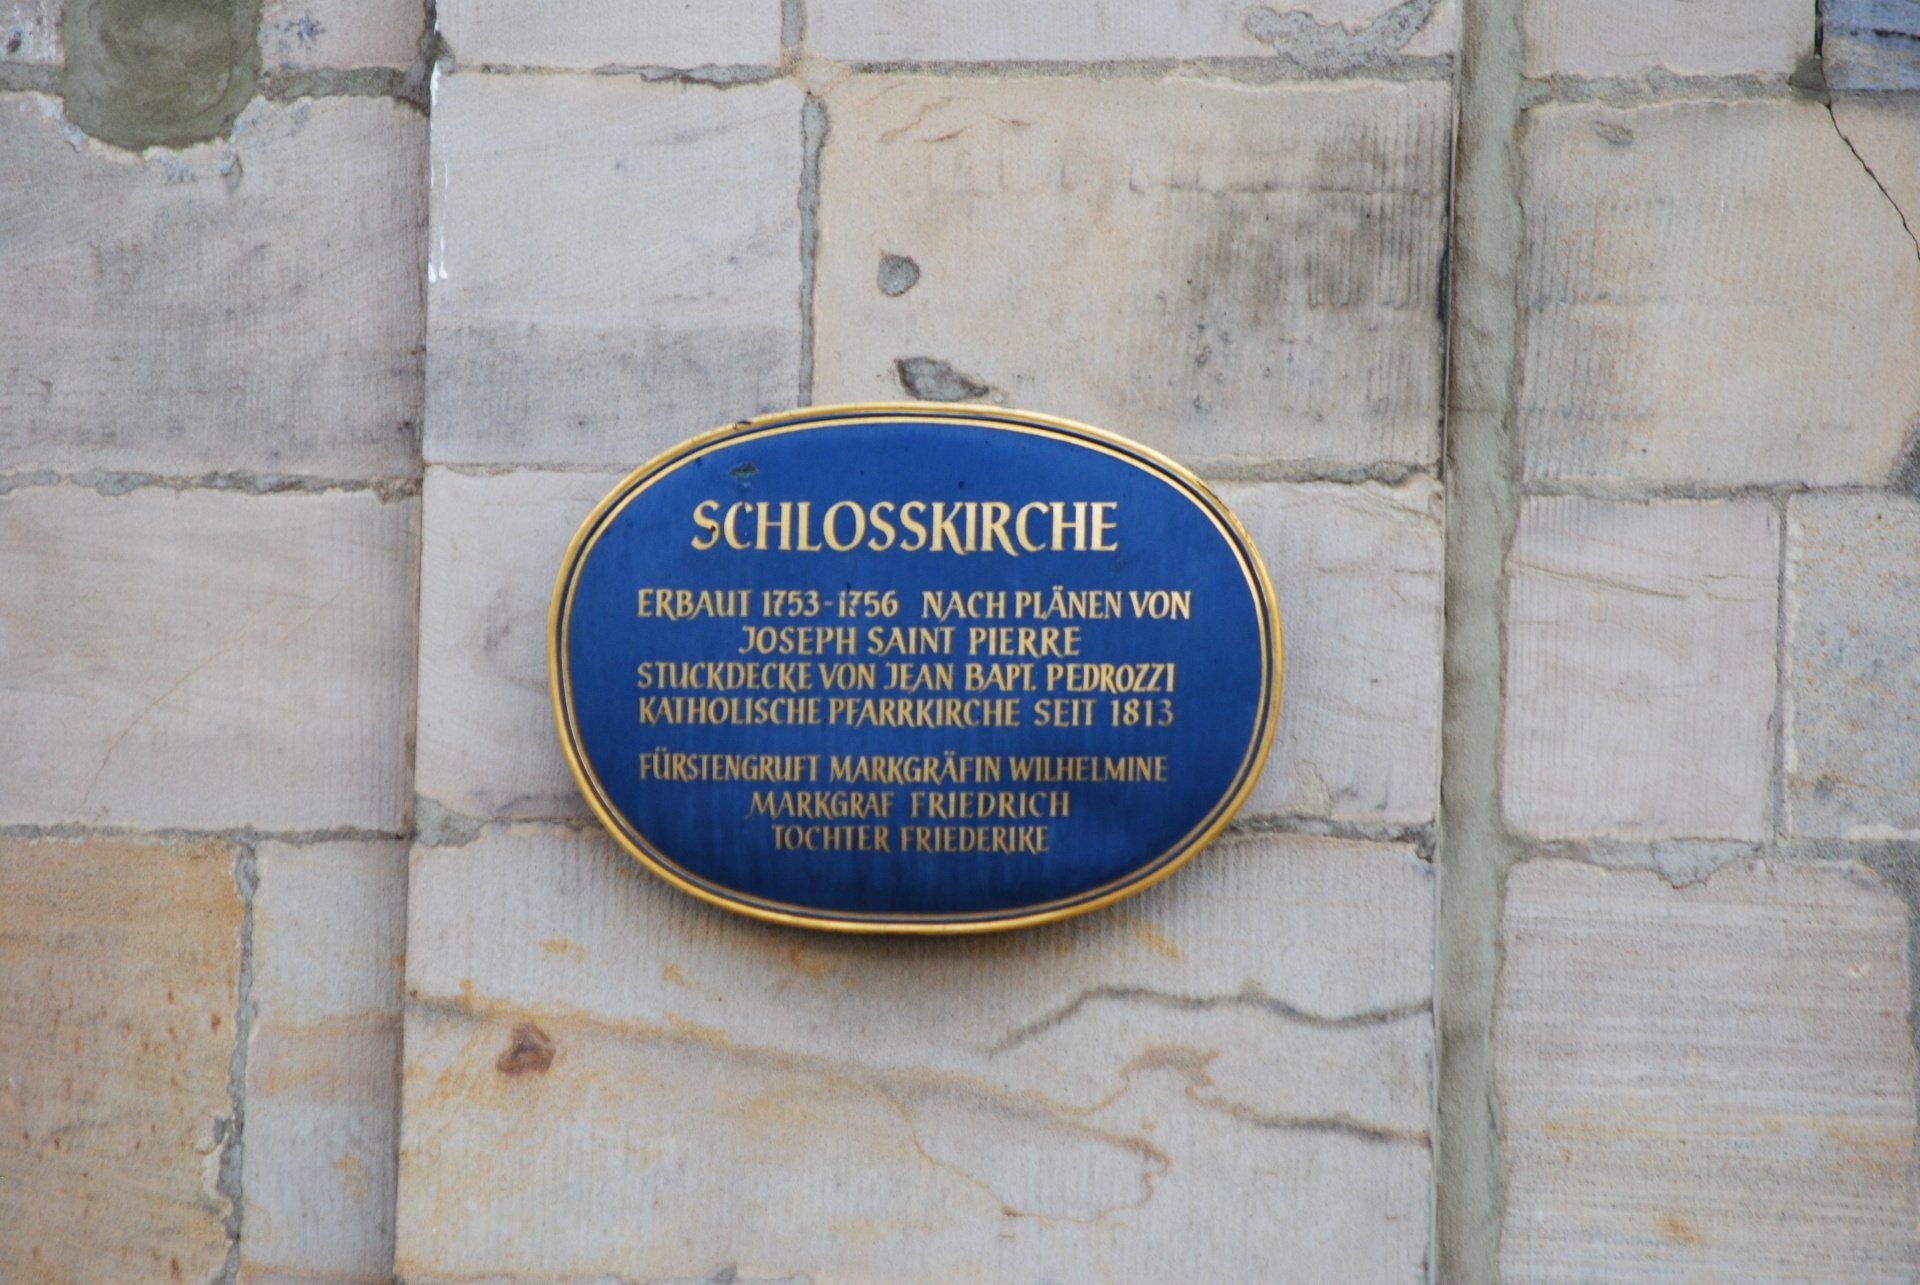 SCHLOSSKIRCHE
ERBAUT 1753-1756 NACH PLÄNEN VON
JOSEPH SAINT PIERRE
STUCKDECKE VON JEAN BAPT. PEDROZZI
KATHOLISCHE PFARRKIRCHE SEIT 1813
FÜRSTENGRUFT MARKGRÄFIN WILHELMINE
MARKGRAF FRIEDRICH
TOCHTER FRIEDERIKE